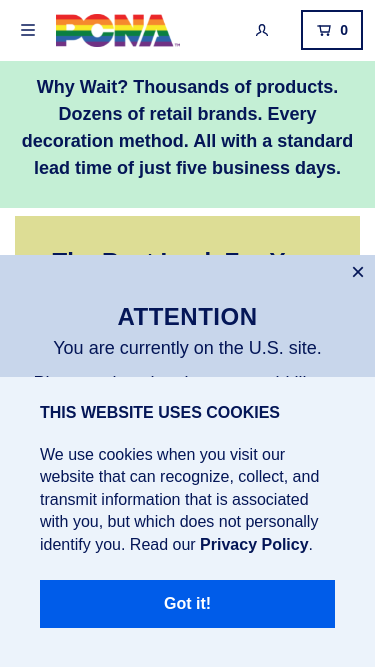 PCNA™
0
Why Wait? Thousands of products.
Dozens of retail brands. Every
decoration method. All with a standard
lead time of just five business days.
ATTENTION
You are currently on the U.S. site.
THIS WEBSITE USES COOKIES
We use cookies when you visit our
website that can recognize, collect, and
transmit information that is associated
with you, but which does not personally
identify you. Read our Privacy Policy.
Got it!